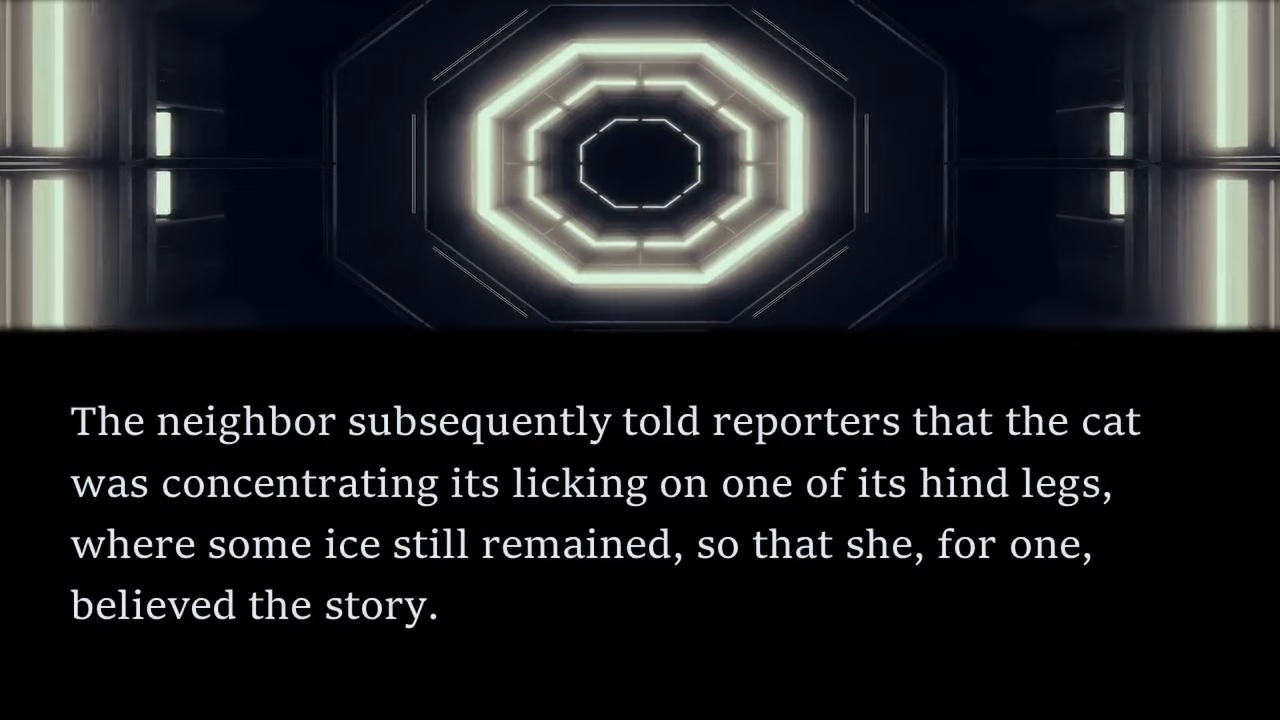 The neighbor subsequently told reporters that the cat
was concentrating its licking on one of its hind legs,
where some ice still remained, so that she, for one,
believed the story.